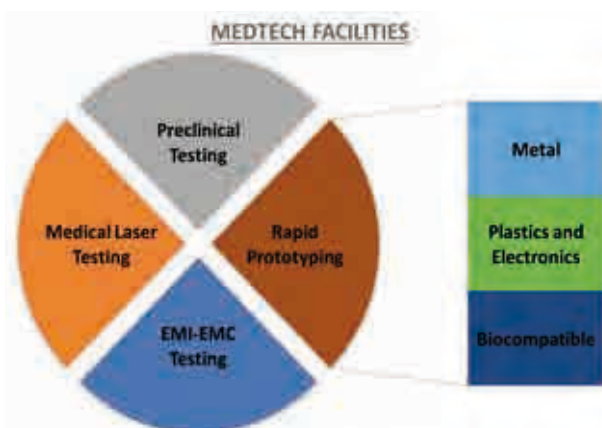 MEDTECH FACILITIES
Preclinical
Testing
Medical Laser
Testing
Rapid
Prototyping
EMI-EMC
Testing
Metal
Plastics and
Electronics
Biocompatible